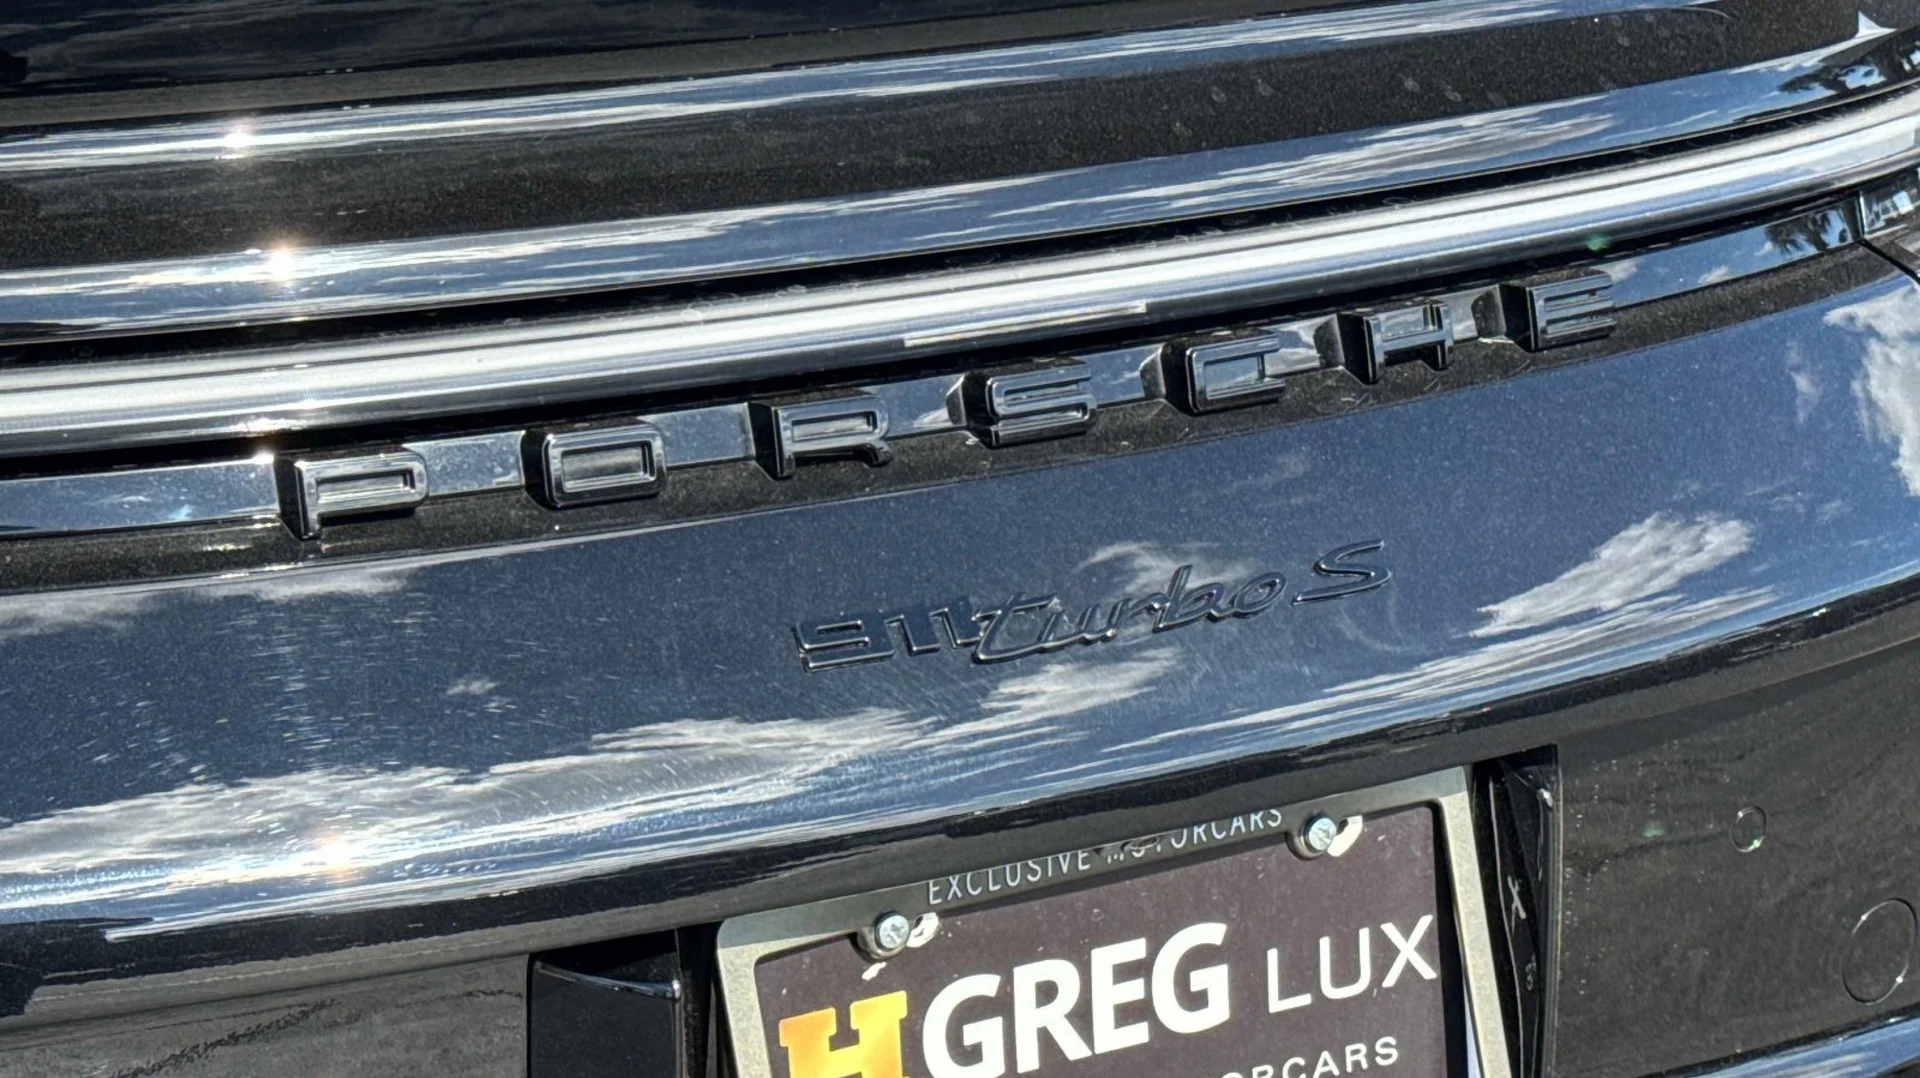 PORSCHE
911 turbo S
EXCLUSIVE MOTORCARS
H GREG LUX